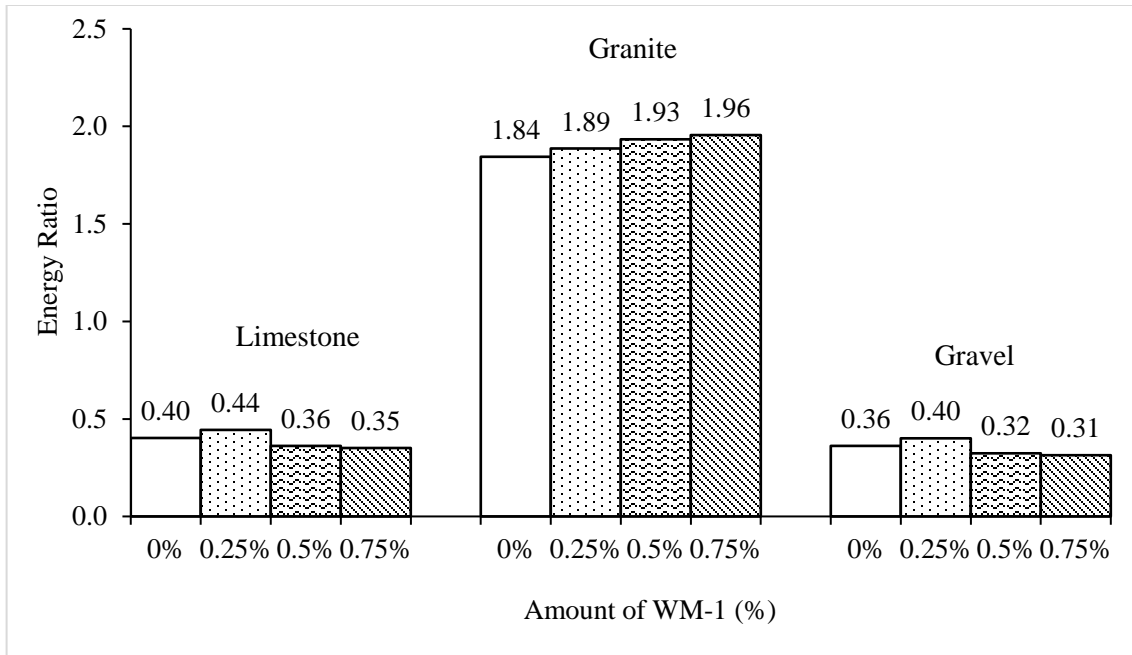 2.5
2.0
1.5
1.0
0.5
0.0
Energy Ratio
Limestone
0.40 0.44 0.36 0.35
Granite
1.84 1.89 1.93 1.96
Gravel
0.36 0.40 0.32 0.31
0% 0.25% 0.5% 0.75% 0% 0.25% 0.5% 0.75% 0% 0.25% 0.5% 0.75%
Amount of WM-1 (%)